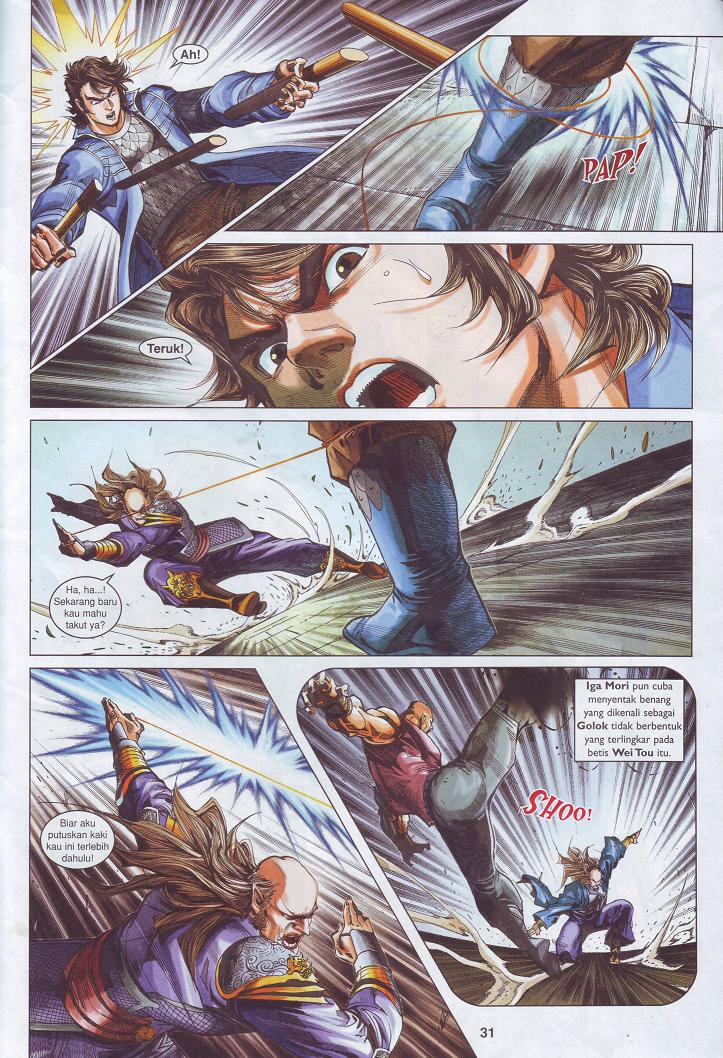 Ah!
PAP!
Teruk!
Ha, ha...!
Sekarang baru
kau mahu
takut ya?
Biar aku
putuskan kaki
kau ini terlebih
dahulu!
Iga Mori pun cuba
menyentak benang
yang dikenali sebagai
Golok tidak berbentuk
yang terlingkar pada
betis Wei Tou itu.
SHOO!
31